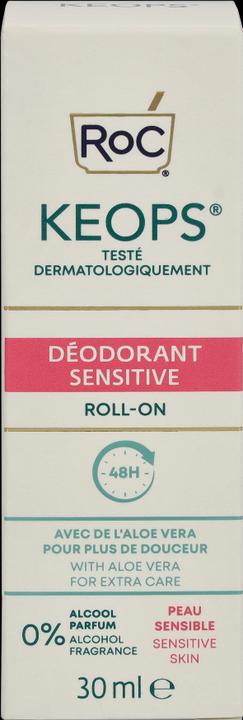 KEOPS®
RoC®
KEOPS®
TESTÉ
DERMATOLOGIQUEMENT
DÉODORANT
SENSITIVE
ROLL-ON
48H
AVEC DE L'ALOE VERA
POUR PLUS DE DOUCEUR
WITH ALOE VERA
FOR EXTRA CARE
0% ALCOOL
PARFUM
ALCOHOL
FRAGRANCE
PEAU
SENSIBLE
SENSITIVE
SKIN
30 ml ℮